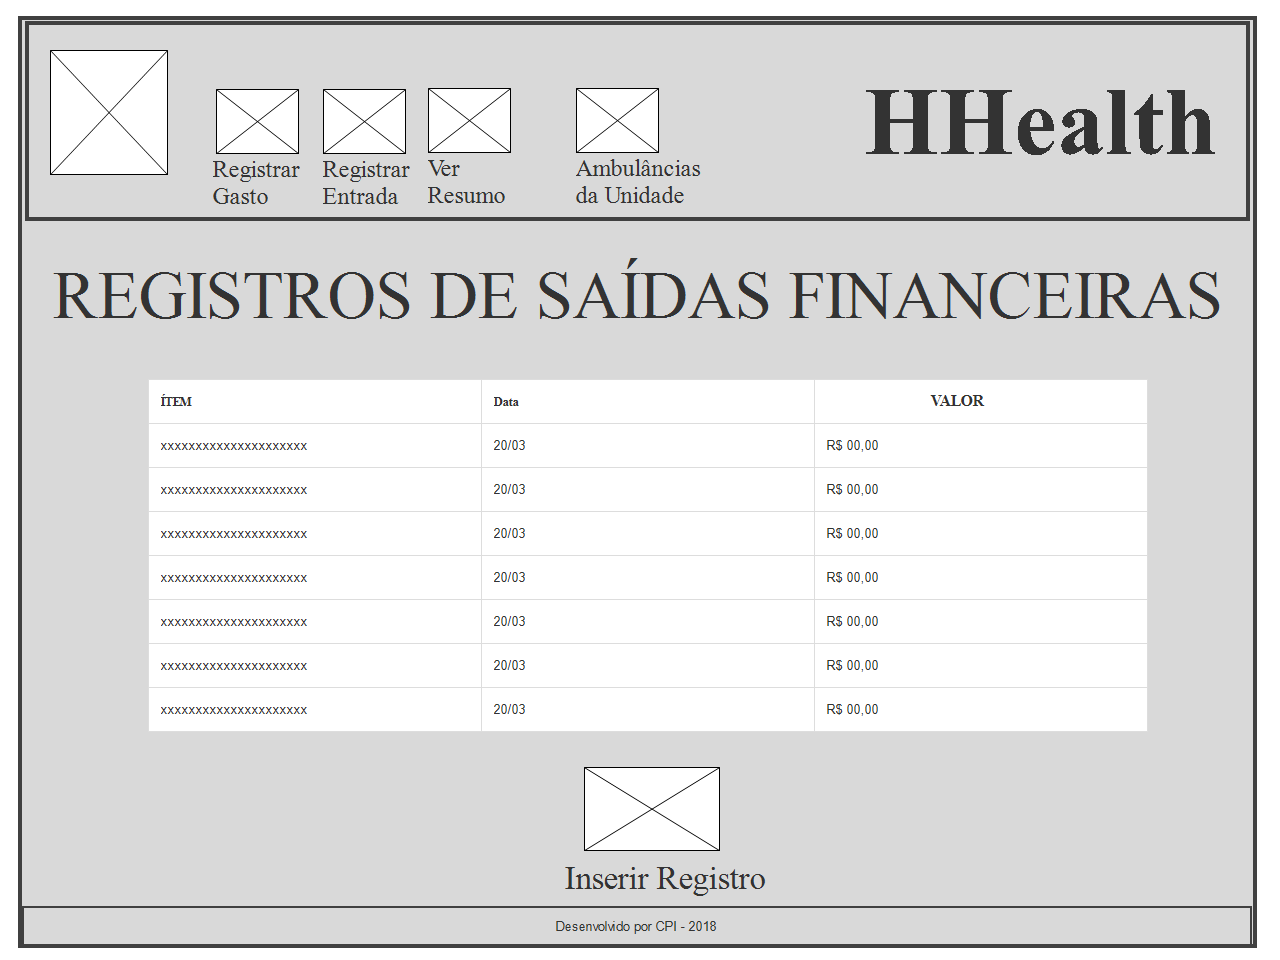 HHealth
Registrar
Gasto
Registrar
Entrada
Ver
Resumo
Ambulâncias
da Unidade
REGISTROS DE SAÍDAS FINANCEIRAS
ÍTEM Data VALOR
xxxxxxxxxxxxxxxxxxxxx 20/03 R$ 00,00
xxxxxxxxxxxxxxxxxxxxx 20/03 R$ 00,00
xxxxxxxxxxxxxxxxxxxxx 20/03 R$ 00,00
xxxxxxxxxxxxxxxxxxxxx 20/03 R$ 00,00
xxxxxxxxxxxxxxxxxxxxx 20/03 R$ 00,00
xxxxxxxxxxxxxxxxxxxxx 20/03 R$ 00,00
xxxxxxxxxxxxxxxxxxxxx 20/03 R$ 00,00
Inserir Registro
Desenvolvido por CPI - 2018